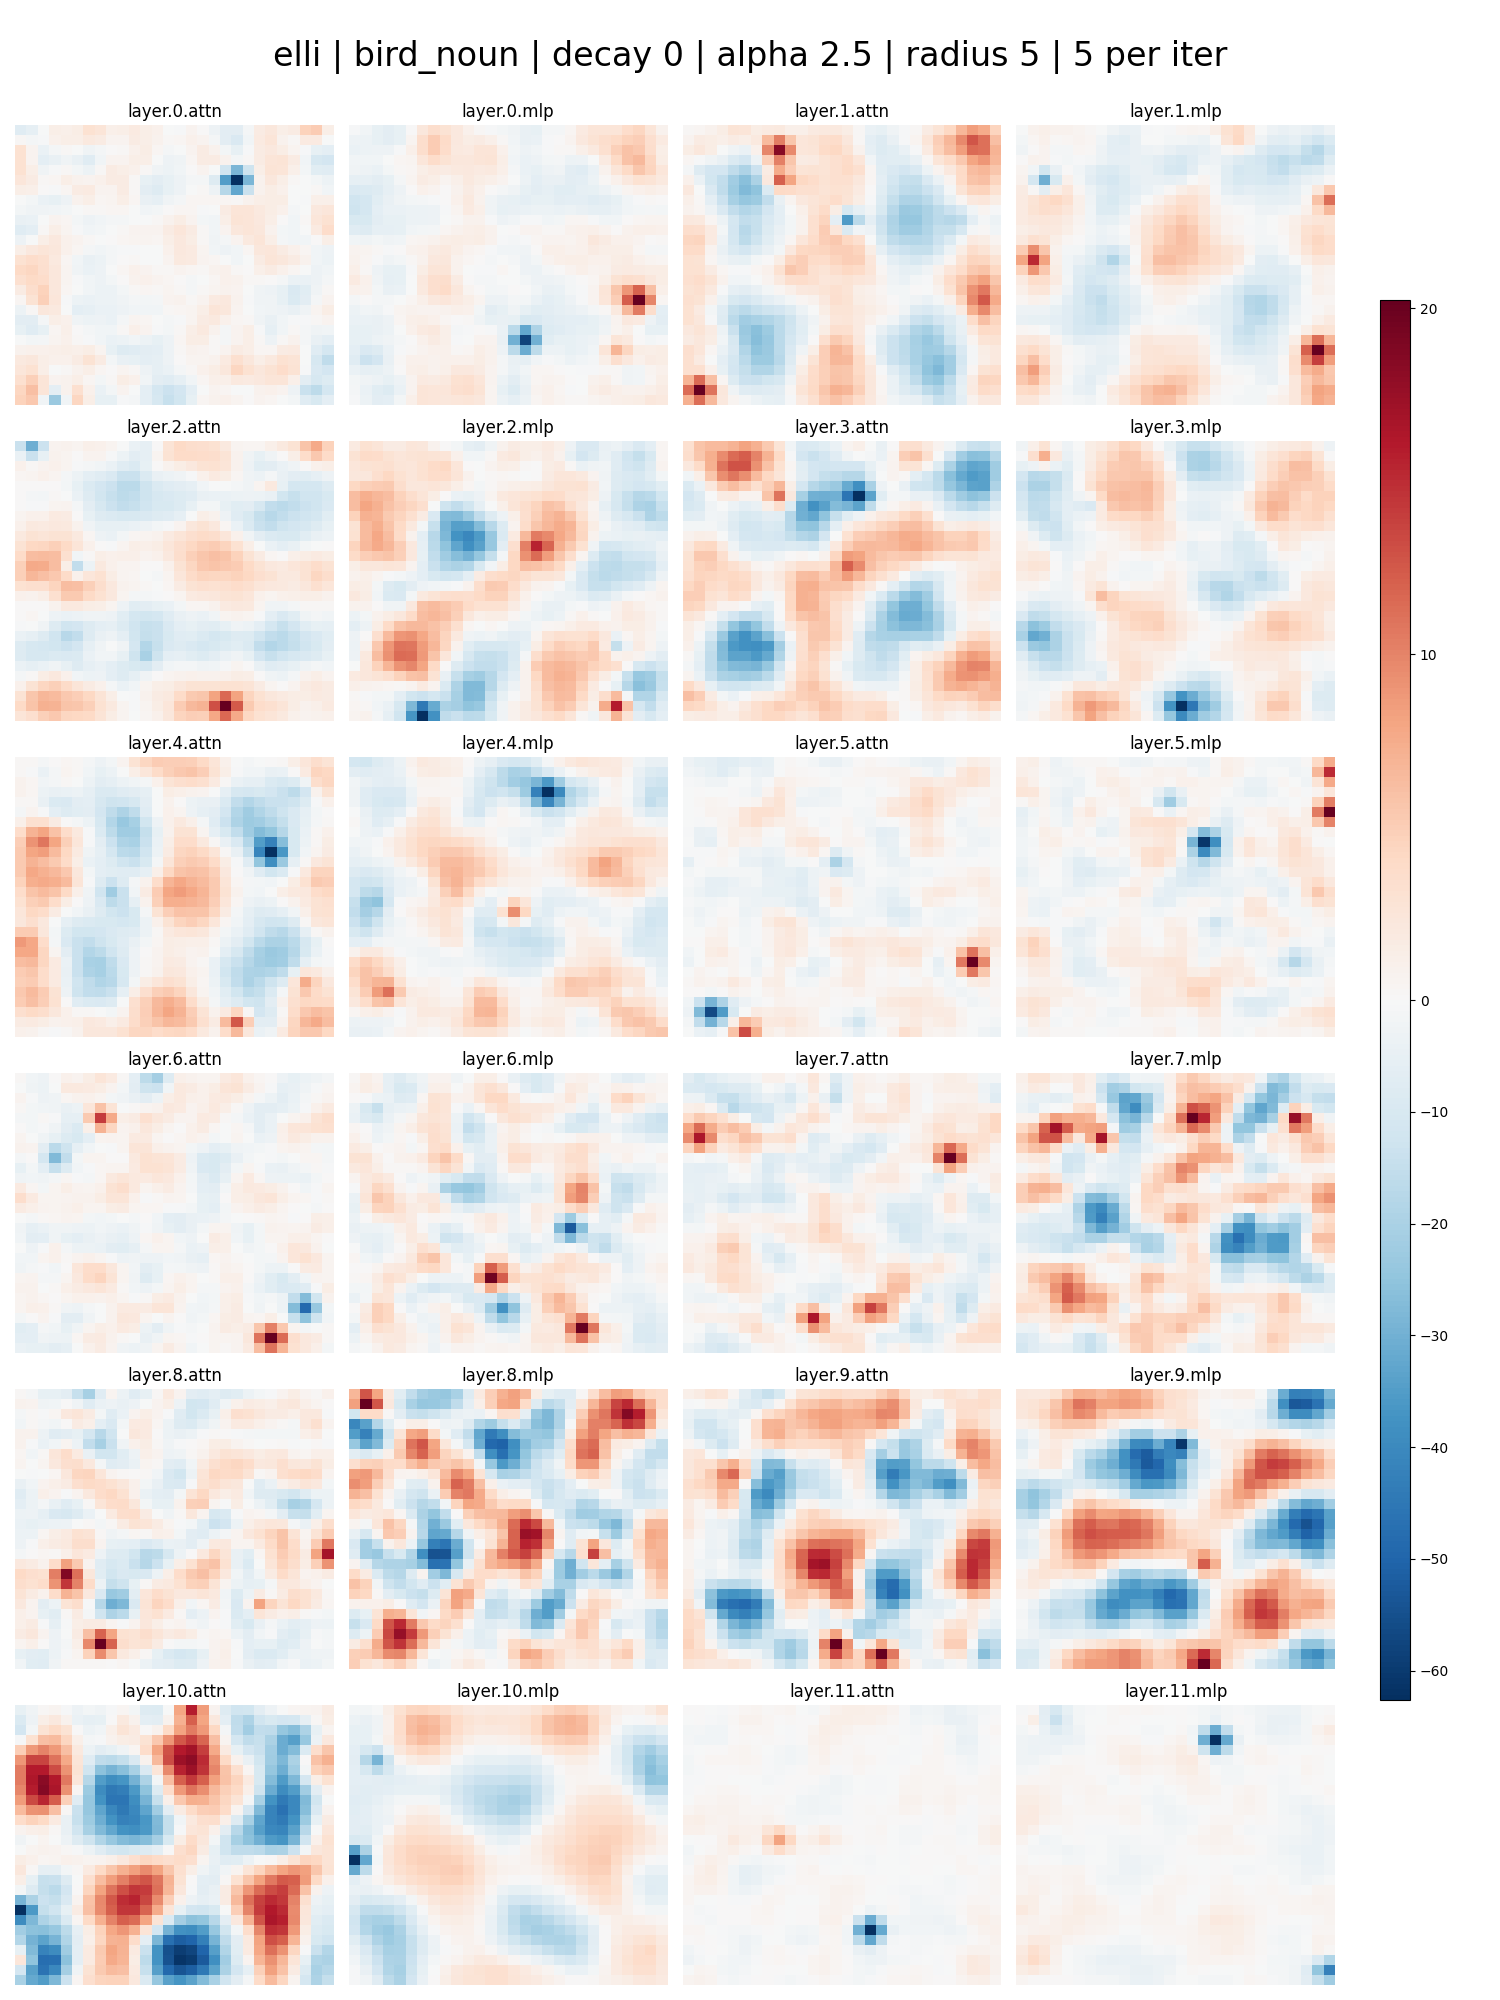 elli | bird_noun | decay 0 | alpha 2.5 | radius 5 | 5 per iter
layer.0.attn
layer.0.mlp
layer.1.attn
layer.1.mlp
layer.2.attn
layer.2.mlp
layer.3.attn
layer.3.mlp
layer.4.attn
layer.4.mlp
layer.5.attn
layer.5.mlp
layer.6.attn
layer.6.mlp
layer.7.attn
layer.7.mlp
layer.8.attn
layer.8.mlp
layer.9.attn
layer.9.mlp
layer.10.attn
layer.10.mlp
layer.11.attn
layer.11.mlp
20
10
0
−10
−20
−30
−40
−50
−60